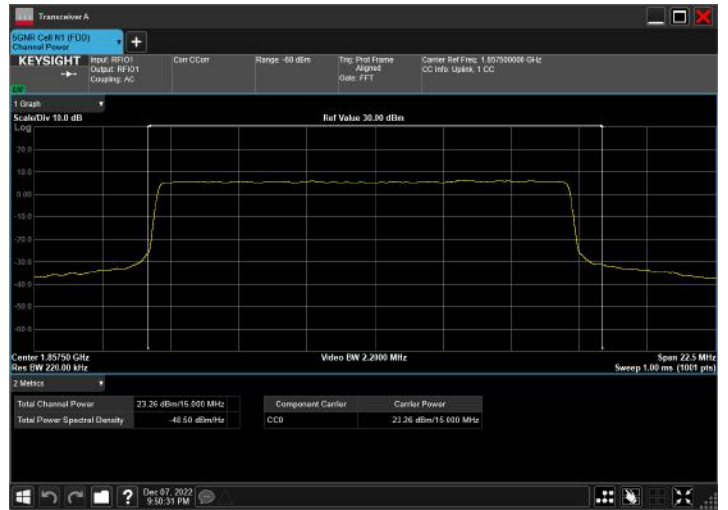 Transceiver A
5GNR Cell N1 (FDD)
Channel Power
KEYSIGHT
Input: RFIO1
Output: RFIO1
Coupling: AC
Corr CCorr
Range: -60 dBm
Trig: Prot Frame
Aligned
Gate: FFT
Carrier Ref Freq: 1.857500000 GHz
CC Info: Uplink, 1 CC
1 Graph
Scale/Div 10.0 dB
Ref Value 30.00 dBm
Log
20.0
10.0
0.00
-10.0
-20.0
-30.0
-40.0
-50.0
-60.0
Center 1.85750 GHz
Video BW 2.2000 MHz
Span 22.5 MHz
Res BW 220.00 kHz
Sweep 1.00 ms (1001 pts)
2 Metrics
Total Channel Power 23.26 dBm/15.000 MHz
Total Power Spectral Density -48.50 dBm/Hz
Component Carrier Carrier Power
CC0 23.26 dBm/15.000 MHz
Dec 07, 2022
9:50:31 PM